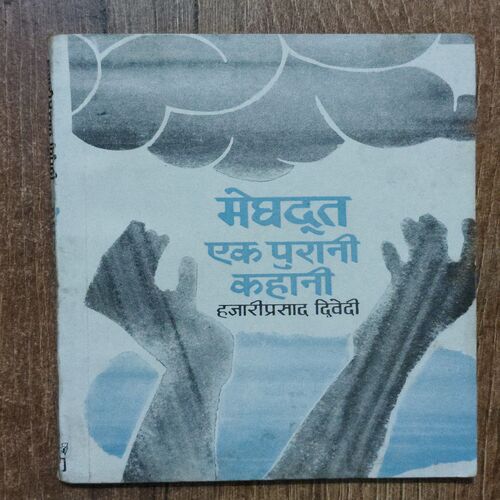 मेघदूत
एक पुरानी
कहानी
हजारीप्रसाद द्विवेदी